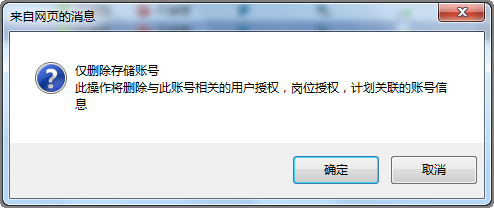 来自网页的消息
仅删除存储账号
此操作将删除与此账号相关的用户授权，岗位授权，计划关联的账号信
息
确定
取消